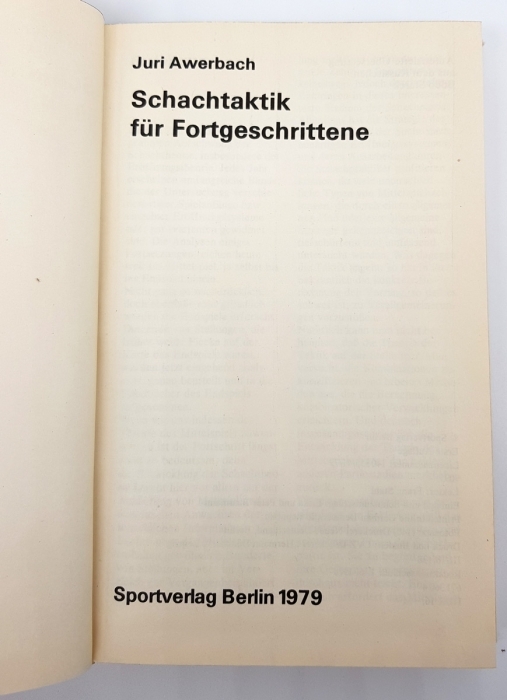 Juri Awerbach
Schachtaktik
für Fortgeschrittene
Sportverlag Berlin 1979